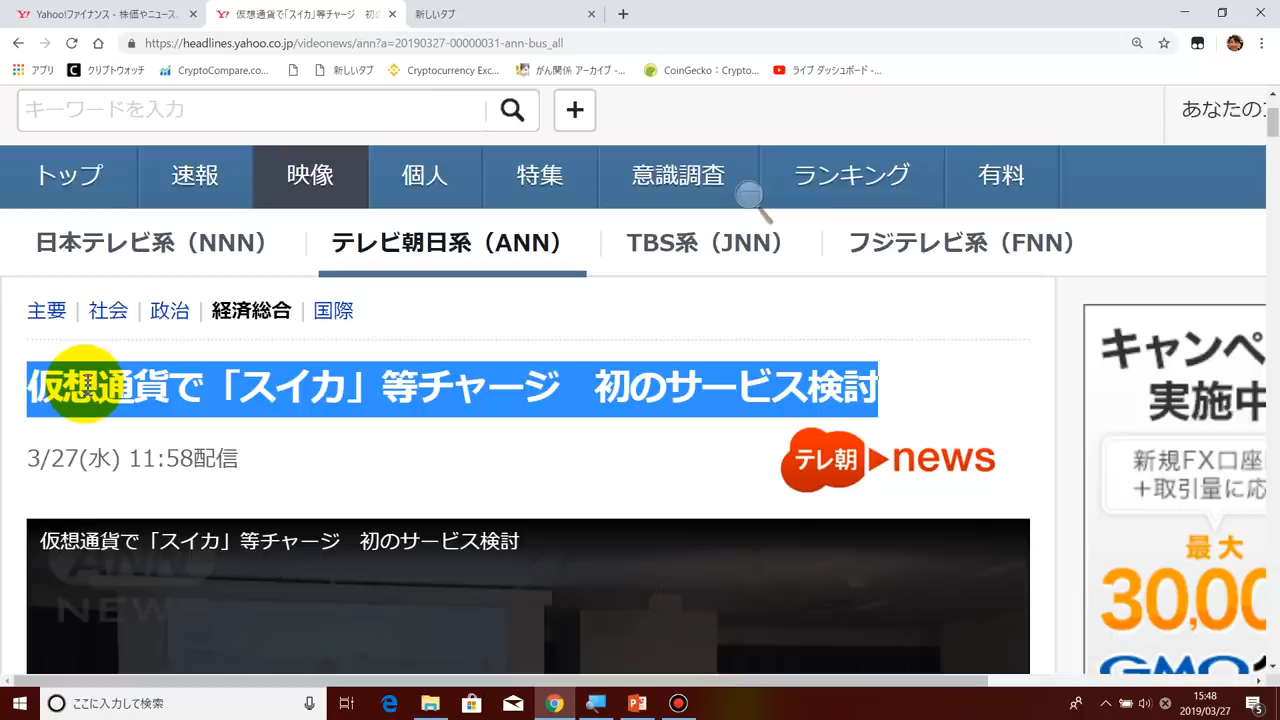 Yahoo!ファイナンス - 株価やニュース、
仮想通貨で「スイカ」等チャージ 初の
新しいタブ
https://headlines.yahoo.co.jp/videonews/ann?a=20190327-00000031-ann-bus_all
アプリ
クリプトウォッチ
CryptoCompare.co...
新しいタブ
Cryptocurrency Exc...
がん関係 アーカイブ -...
CoinGecko：Crypto...
ライブ ダッシュボード -...
キーワードを入力
+
あなたの
トップ
速報
映像
個人
特集
意識調査
ランキング
有料
日本テレビ系（NNN）
テレビ朝日系（ANN）
TBS系（JNN）
フジテレビ系（FNN）
主要
社会
政治
経済総合
国際
仮想通貨で「スイカ」等チャージ　初のサービス検討
3/27(水) 11:58配信
テレ朝news
仮想通貨で「スイカ」等チャージ　初のサービス検討
ANN
NEWS
キャンペ
実施中
新規FX口座
＋取引量に応
最大
30,00
GMO
ここに入力して検索
15:48
2019/03/27
5